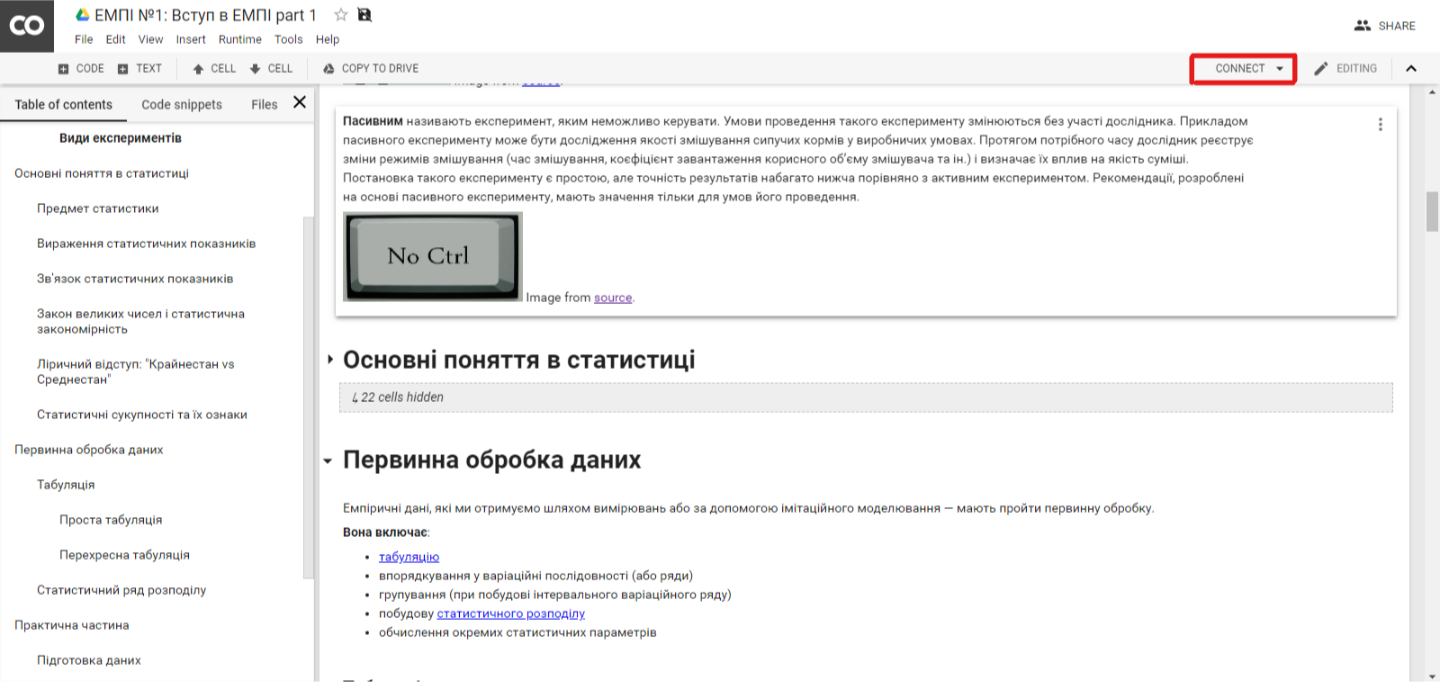 CO
ЕМПІ №1: Вступ в ЕМПІ part 1
File Edit View Insert Runtime Tools Help
SHARE
CODE TEXT CELL CELL COPY TO DRIVE
CONNECT EDITING
Table of contents Code snippets Files
Види експериментів
Основні поняття в статистиці
Предмет статистики
Вираження статистичних показників
Зв'язок статистичних показників
Закон великих чисел і статистична
закономірність
Ліричний відступ: "Крайнестан vs
Среднестан"
Статистичні сукупності та їх ознаки
Первинна обробка даних
Табуляція
Проста табуляція
Перехресна табуляція
Статистичний ряд розподілу
Практична частина
Підготовка даних
Image from source.
Пасивним називають експеримент, яким неможливо керувати. Умови проведення такого експерименту змінюються без участі дослідника. Прикладом
пасивного експерименту може бути дослідження якості змішування сипучих кормів у виробничих умовах. Протягом потрібного часу дослідник реєструє
зміни режимів змішування (час змішування, коєфіцієнт завантаження корисного об'єму змішувача та ін.) і визначає їх вплив на якість суміші.
Постановка такого експерименту є простою, але точність результатів набагато нижча порівняно з активним експериментом. Рекомендації, розроблені
на основі пасивного експерименту, мають значення тільки для умов його проведення.
No Ctrl
Image from source.
Основні поняття в статистиці
↳ 22 cells hidden
Первинна обробка даних
Емпіричні дані, які ми отримуємо шляхом вимірювань або за допомогою імітаційного моделювання — мають пройти первинну обробку.
Вона включає:
• табуляцію
• впорядкування у варіаційні послідовності (або ряди)
• групування (при побудові інтервального варіаційного ряду)
• побудову статистичного розподілу
• обчислення окремих статистичних параметрів